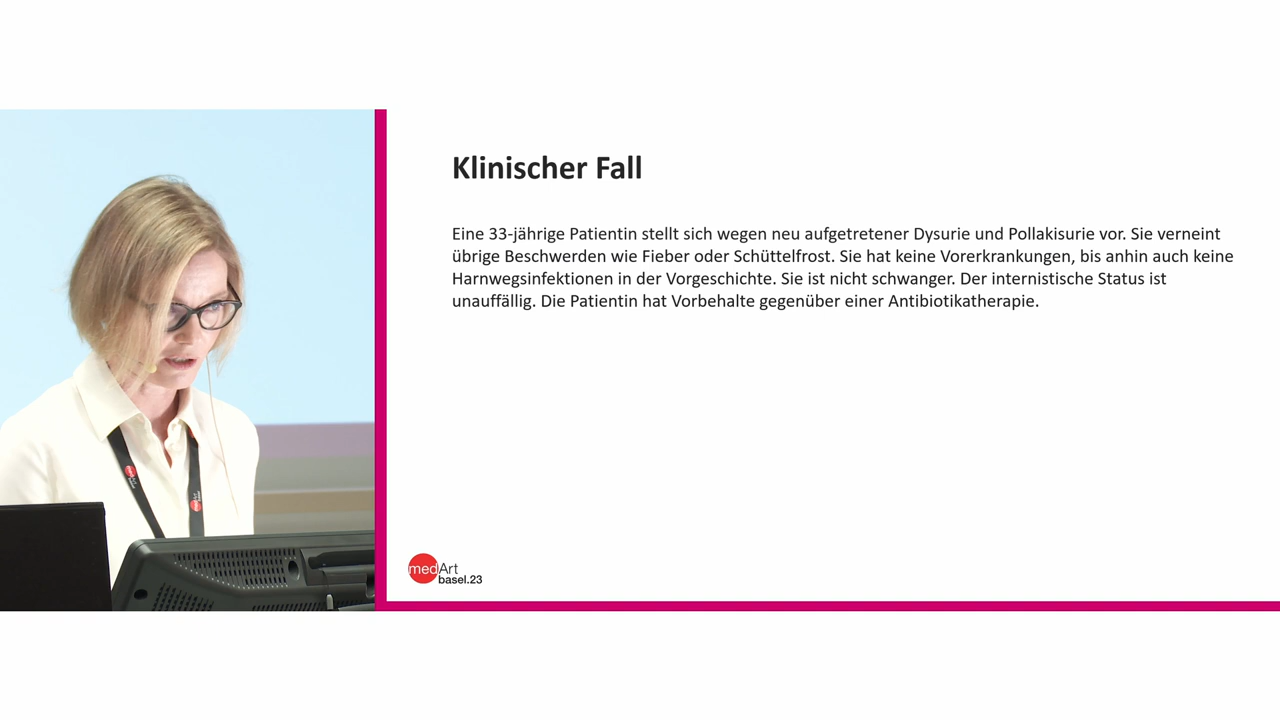 Klinischer Fall
Eine 33-jährige Patientin stellt sich wegen neu aufgetretener Dysurie und Pollakisurie vor. Sie verneint
übrige Beschwerden wie Fieber oder Schüttelfrost. Sie hat keine Vorerkrankungen, bis anhin auch keine
Harnwegsinfektionen in der Vorgeschichte. Sie ist nicht schwanger. Der internistische Status ist
unauffällig. Die Patientin hat Vorbehalte gegenüber einer Antibiotikatherapie.
medArt
basel.23